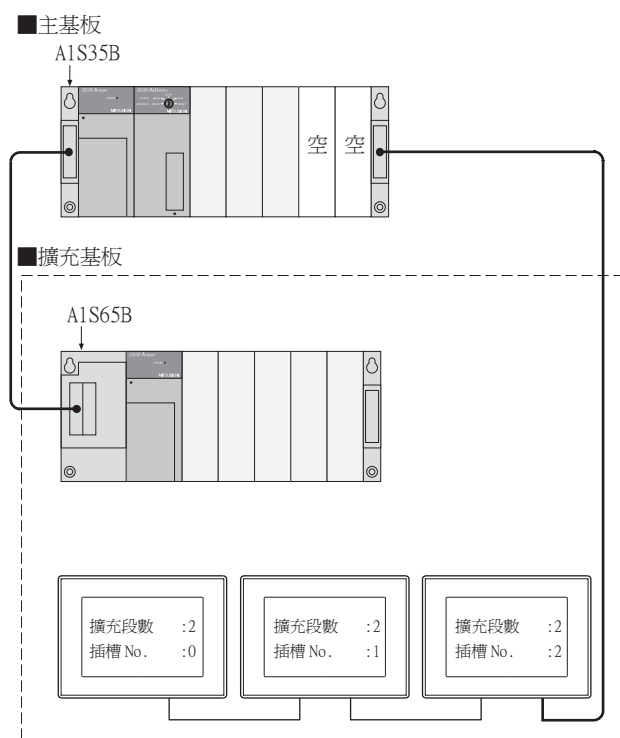 ■主基板
A1S35B
空 空
■擴充基板
A1S65B
擴充段數 :2
插槽 No. :0
擴充段數 :2
插槽 No. :1
擴充段數 :2
插槽 No. :2